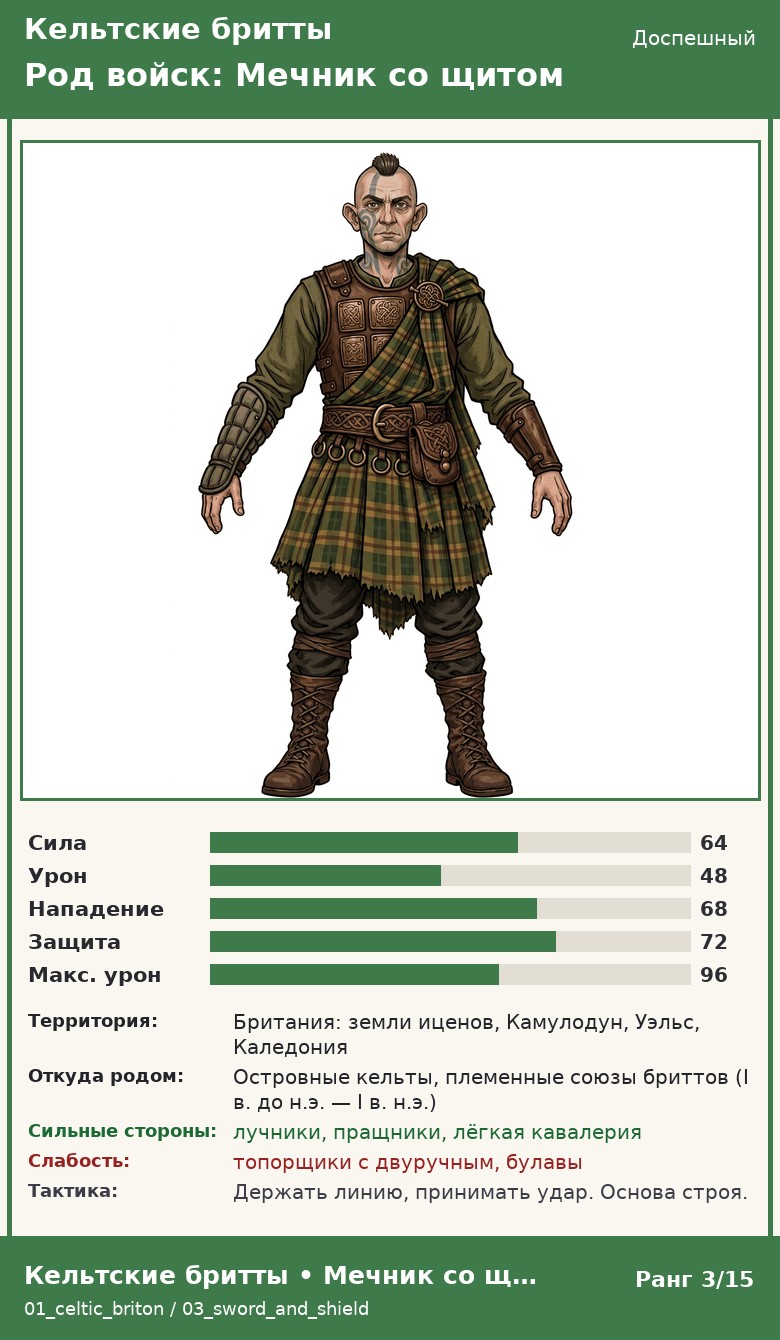 Кельтские бритты
Доспешный
Род войск: Мечник со щитом
Сила 64
Урон 48
Нападение 68
Защита 72
Макс. урон 96
Территория: Британия: земли иценов, Камулодун, Уэльс,
Каледония
Откуда родом: Островные кельты, племенные союзы бриттов (I
в. до н.э. — I в. н.э.)
Сильные стороны: лучники, пращники, лёгкая кавалерия
Слабость: топорщики с двуручным, булавы
Тактика: Держать линию, принимать удар. Основа строя.
Кельтские бритты • Мечник со щ...
Ранг 3/15
01_celtic_briton / 03_sword_and_shield